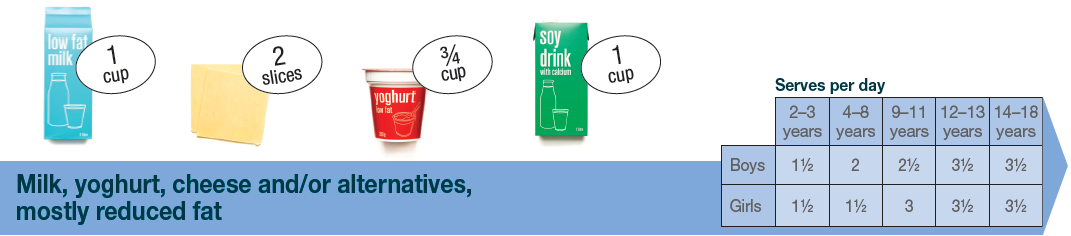 low fat
milk
1
cup
2
slices
yoghurt
low fat
¾
cup
soy
drink
with calcium
1
cup
Serves per day
2–3 years 4–8 years 9–11 years 12–13 years 14–18 years
Boys 1½ 2 2½ 3½ 3½
Girls 1½ 1½ 3 3½ 3½
Milk, yoghurt, cheese and/or alternatives,
mostly reduced fat